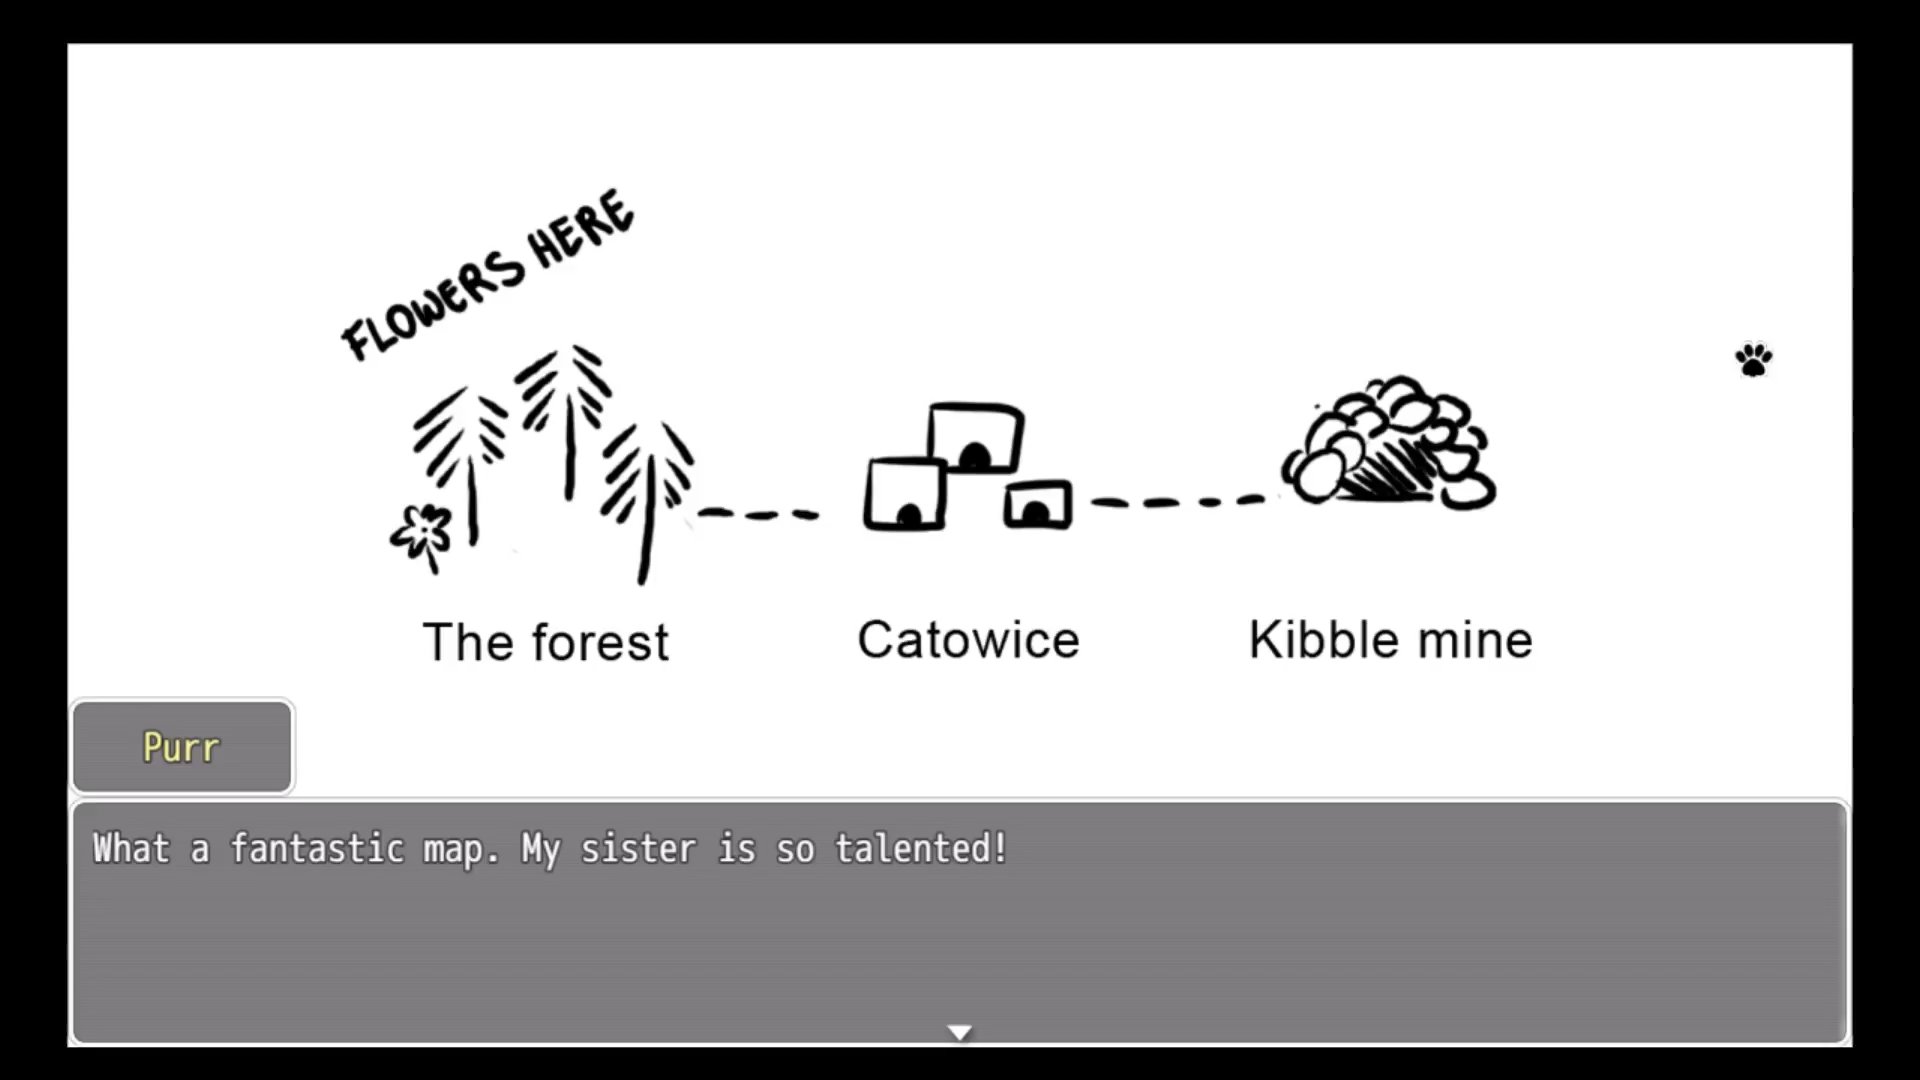 FLOWERS HERE
The forest
Catowice
Kibble mine
Purr
What a fantastic map. My sister is so talented!